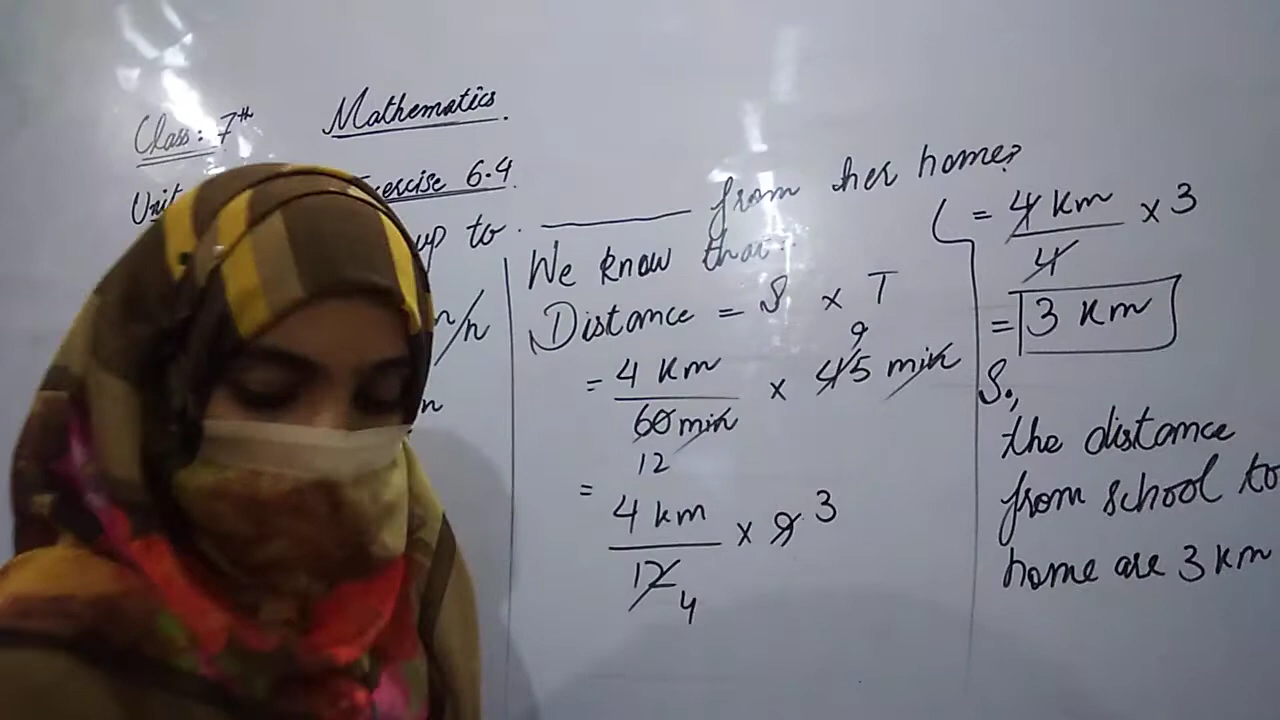 Mathematics
Class: 7th
Unit
Exercise 6.4
up to. ________ from her home?
We know that:
Distance = S x T
9
= 4 km / 60 min x 45 min
12
= 4 km / 12 x 9 3
4
= 4 km / 4 x 3
= 3 km
So,
the distance
from school to
home are 3 km